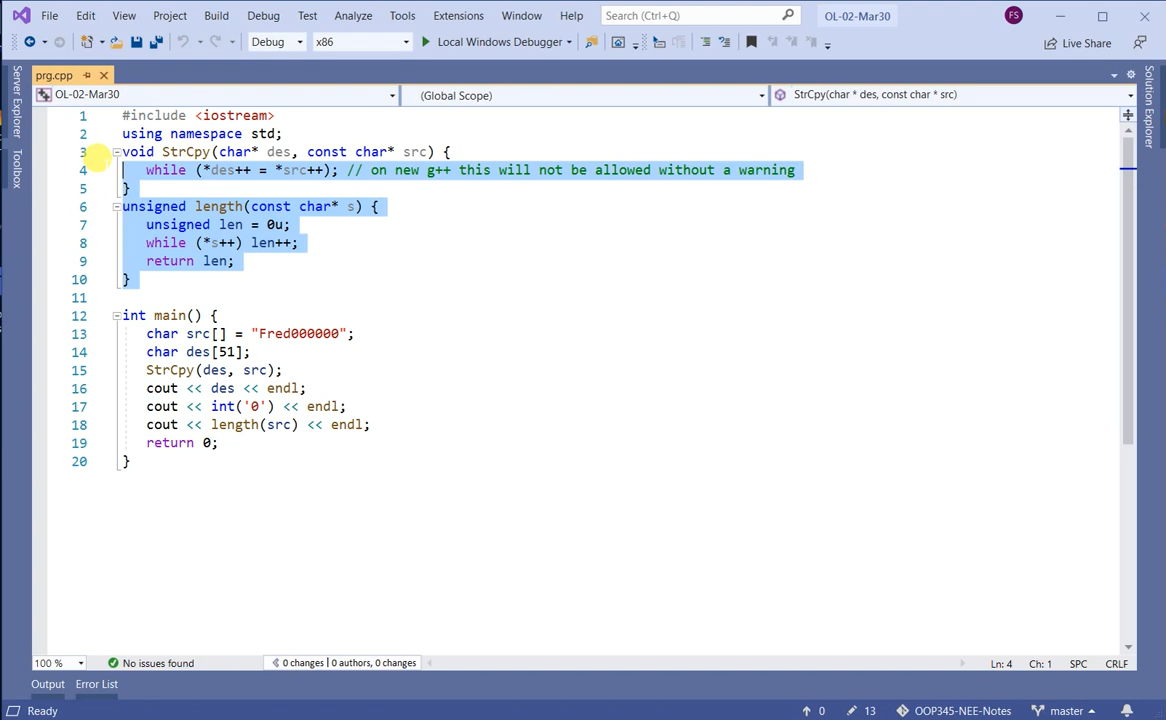 File Edit View Project Build Debug Test Analyze Tools Extensions Window Help Search (Ctrl+Q) OL-02-Mar30 FS
Debug x86 Local Windows Debugger Live Share
prg.cpp
OL-02-Mar30 (Global Scope) StrCpy(char * des, const char * src)
Server Explorer
Toolbox
Solution Explorer
1 #include <iostream>
2 using namespace std;
3 void StrCpy(char* des, const char* src) {
4 while (*des++ = *src++); // on new g++ this will not be allowed without a warning
5 }
6 unsigned length(const char* s) {
7 unsigned len = 0u;
8 while (*s++) len++;
9 return len;
10 }
11
12 int main() {
13 char src[] = "Fred000000";
14 char des[51];
15 StrCpy(des, src);
16 cout << des << endl;
17 cout << int('0') << endl;
18 cout << length(src) << endl;
19 return 0;
20 }
100 % No issues found 0 changes | 0 authors, 0 changes Ln: 4 Ch: 1 SPC CRLF
Output Error List
Ready 0 13 OOP345-NEE-Notes master